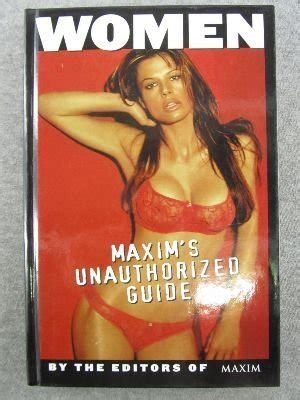 WOMEN
MAXIM'S
UNAUTHORIZED
GUIDE
BY THE EDITORS OF MAXIM